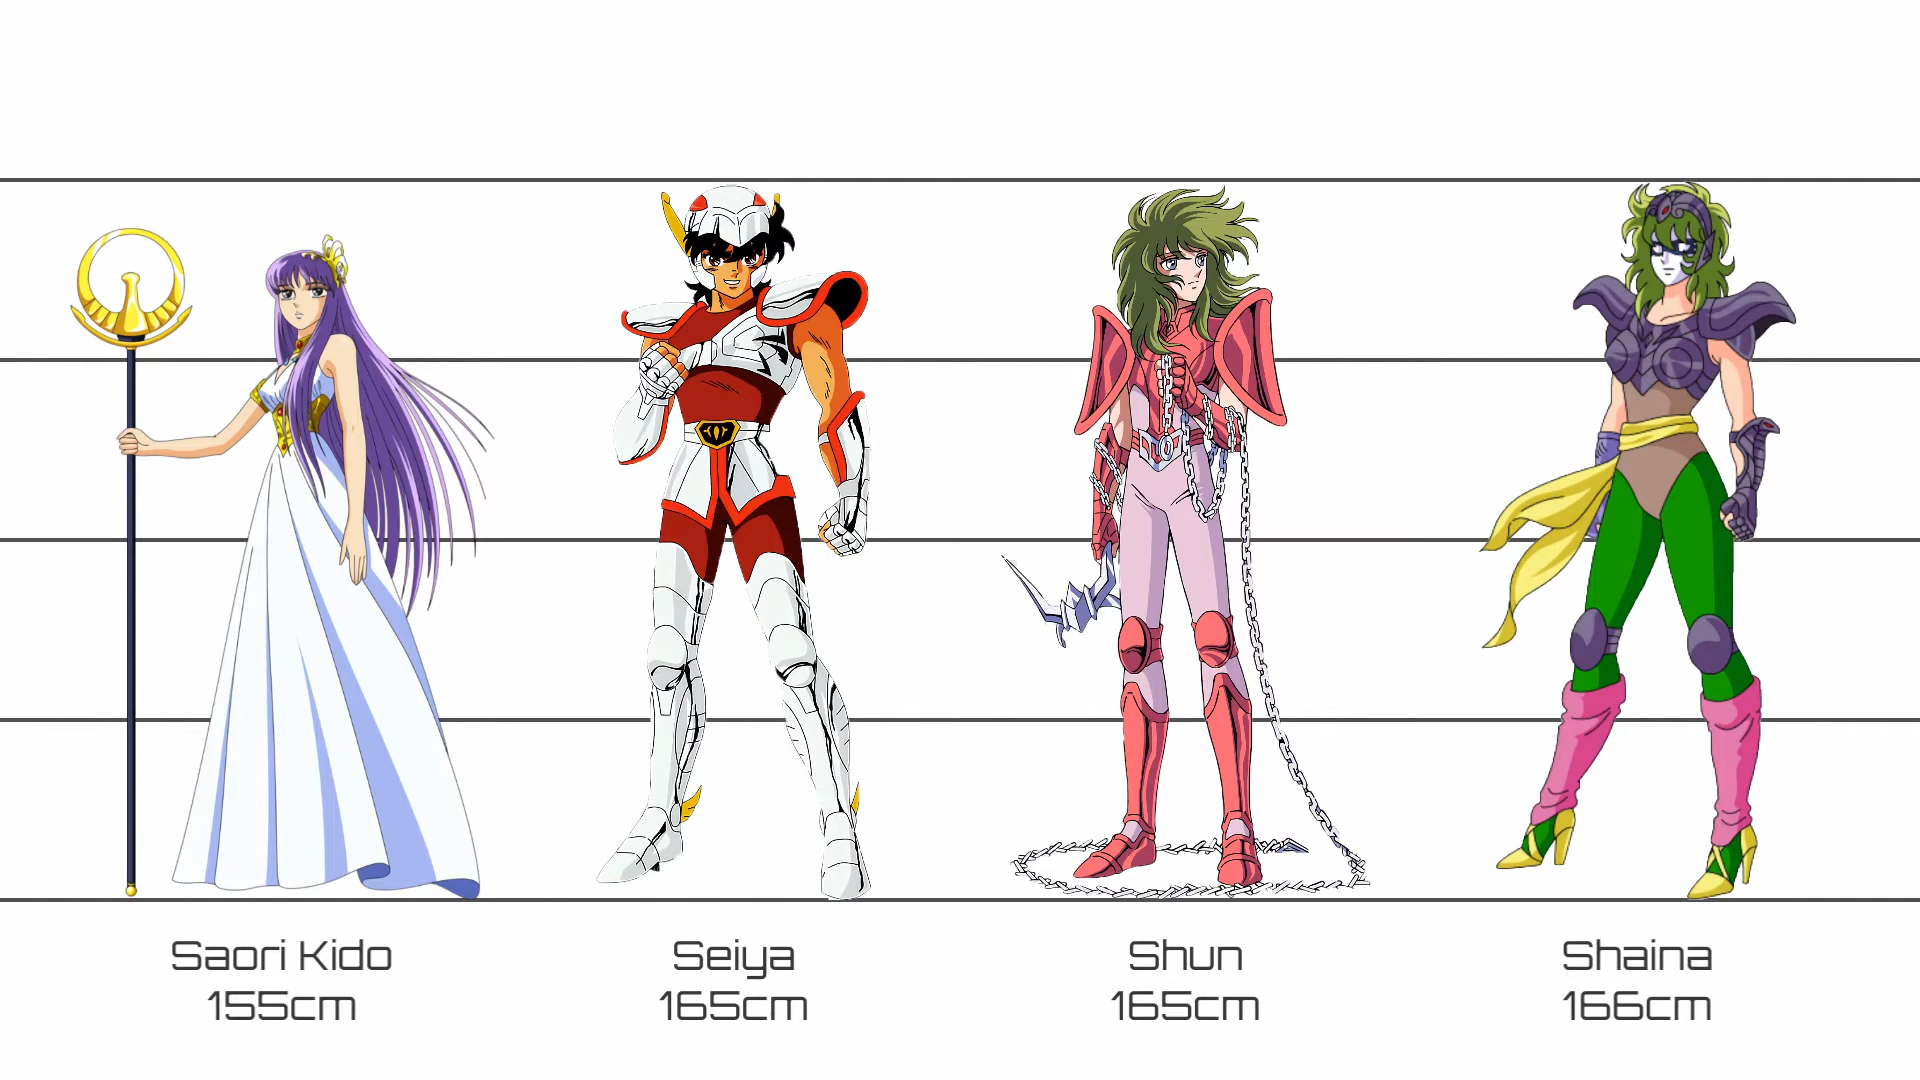 Saori Kido
155cm
Seiya
165cm
Shun
165cm
Shaina
166cm